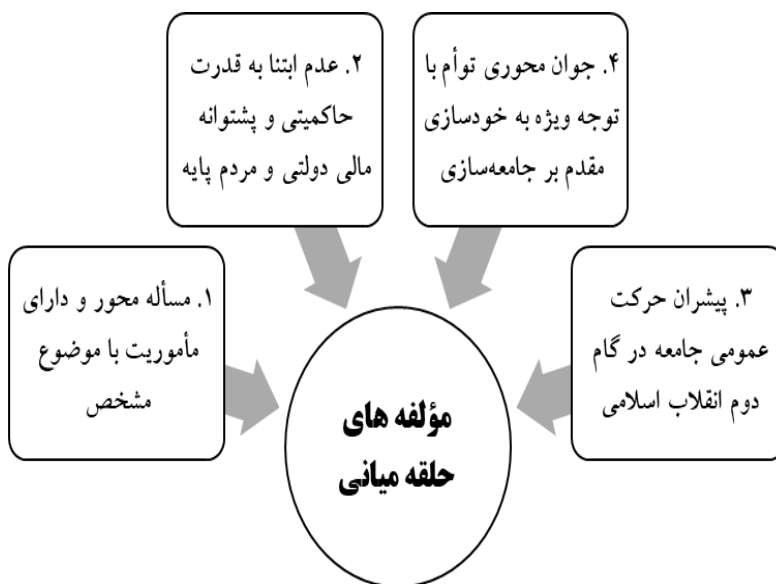 ۱. مسأله محور و دارای
مأموریت با موضوع
مشخص
۲. عدم ابتنا به قدرت
حاکمیتی و پشتوانه
مالی دولتی و مردم پایه
۴. جوان محوری توأم با
توجه ویژه به خودسازی
مقدم بر جامعه‌سازی
۳. پیشران حرکت
عمومی جامعه در گام
دوم انقلاب اسلامی
مؤلفه های
حلقه میانی